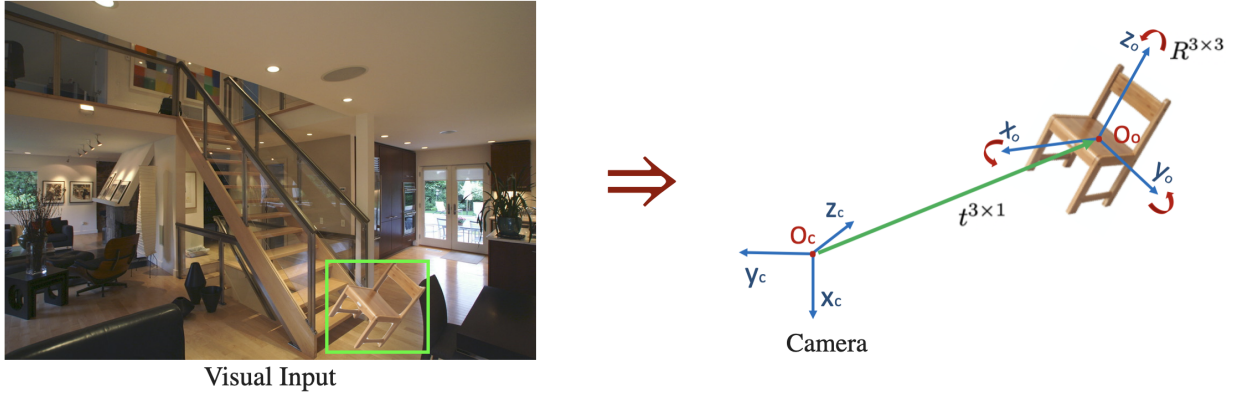 Visual Input
z_o
R^{3×3}
x_o
O_o
y_o
t^{3×1}
z_c
O_c
y_c
x_c
Camera